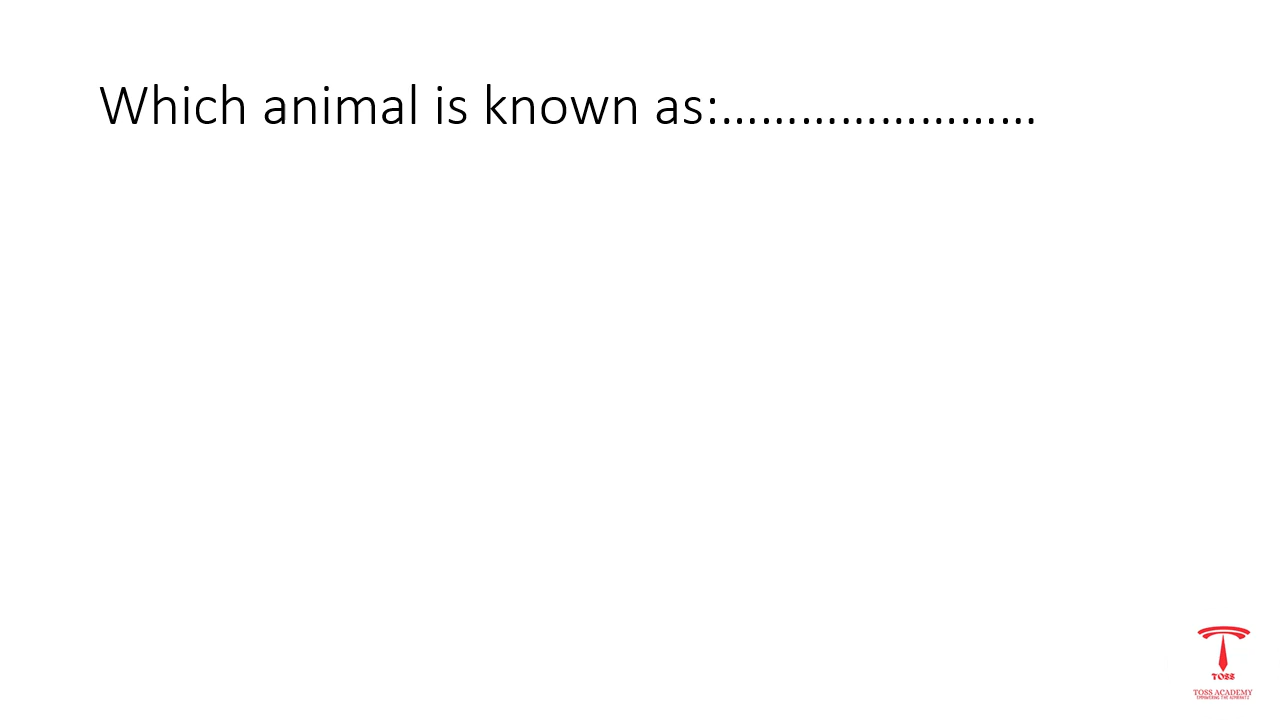 Which animal is known as:……………………
TOSS
TOSS ACADEMY